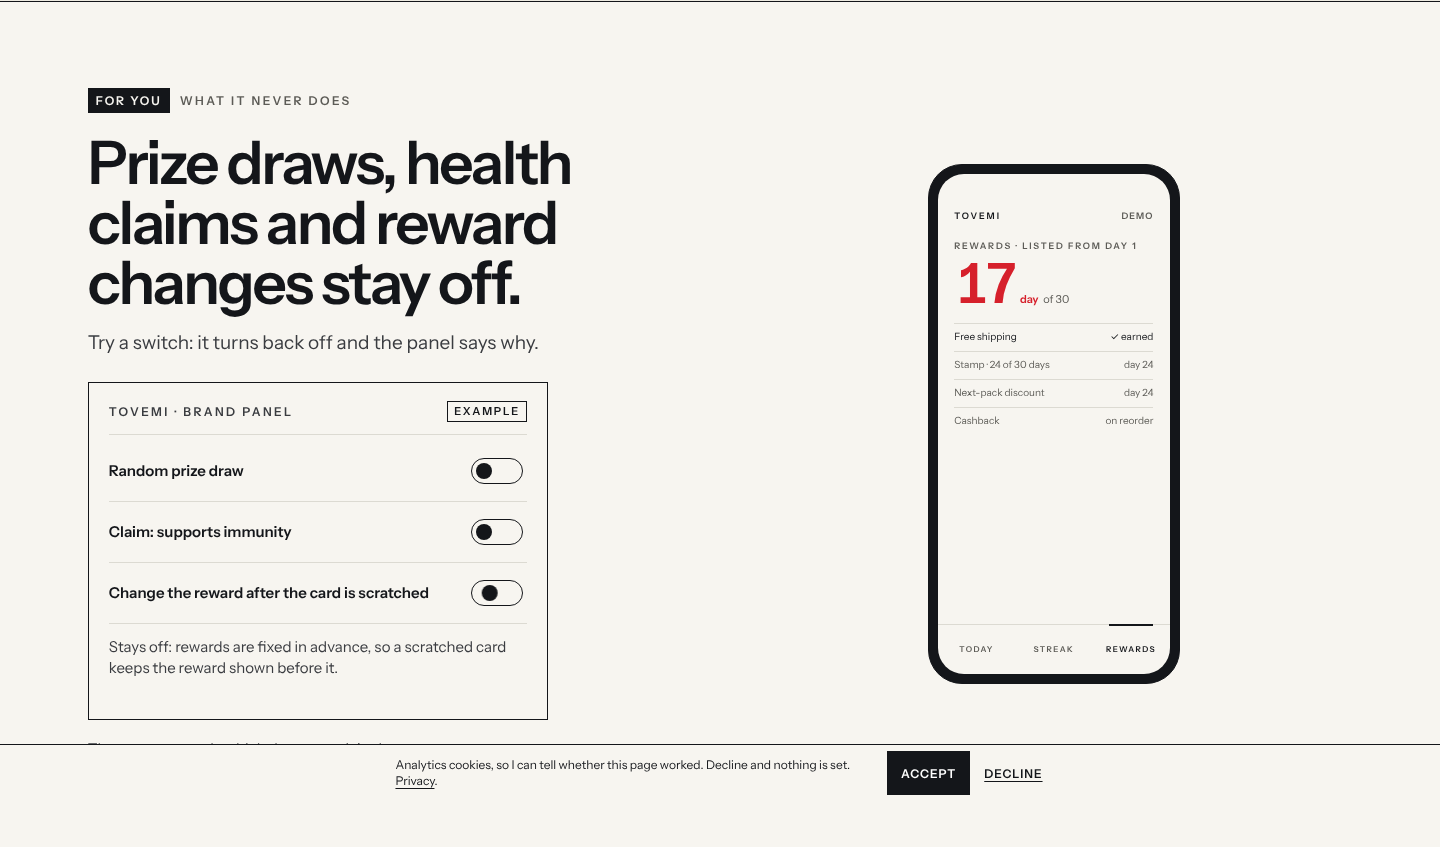 FOR YOU WHAT IT NEVER DOES
Prize draws, health
claims and reward
changes stay off.
Try a switch: it turns back off and the panel says why.
TOVEMI · BRAND PANEL EXAMPLE
Random prize draw
Claim: supports immunity
Change the reward after the card is scratched
Stays off: rewards are fixed in advance, so a scratched card
keeps the reward shown before it.
TOVEMI DEMO
REWARDS · LISTED FROM DAY 1
17 day of 30
Free shipping ✓ earned
Stamp · 24 of 30 days day 24
Next-pack discount day 24
Cashback on reorder
TODAY STREAK REWARDS
Analytics cookies, so I can tell whether this page worked. Decline and nothing is set.
Privacy.
ACCEPT DECLINE